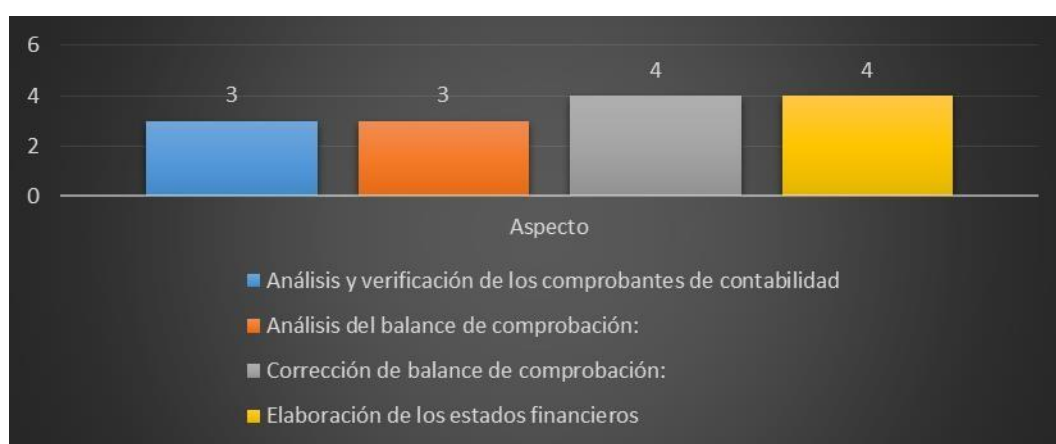 6
4
2
0
3
3
4
4
Aspecto
Análisis y verificación de los comprobantes de contabilidad
Análisis del balance de comprobación:
Corrección de balance de comprobación:
Elaboración de los estados financieros